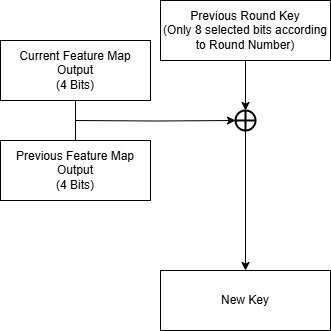 Previous Round Key
(Only 8 selected bits according
to Round Number)
Current Feature Map
Output
(4 Bits)
Previous Feature Map
Output
(4 Bits)
New Key